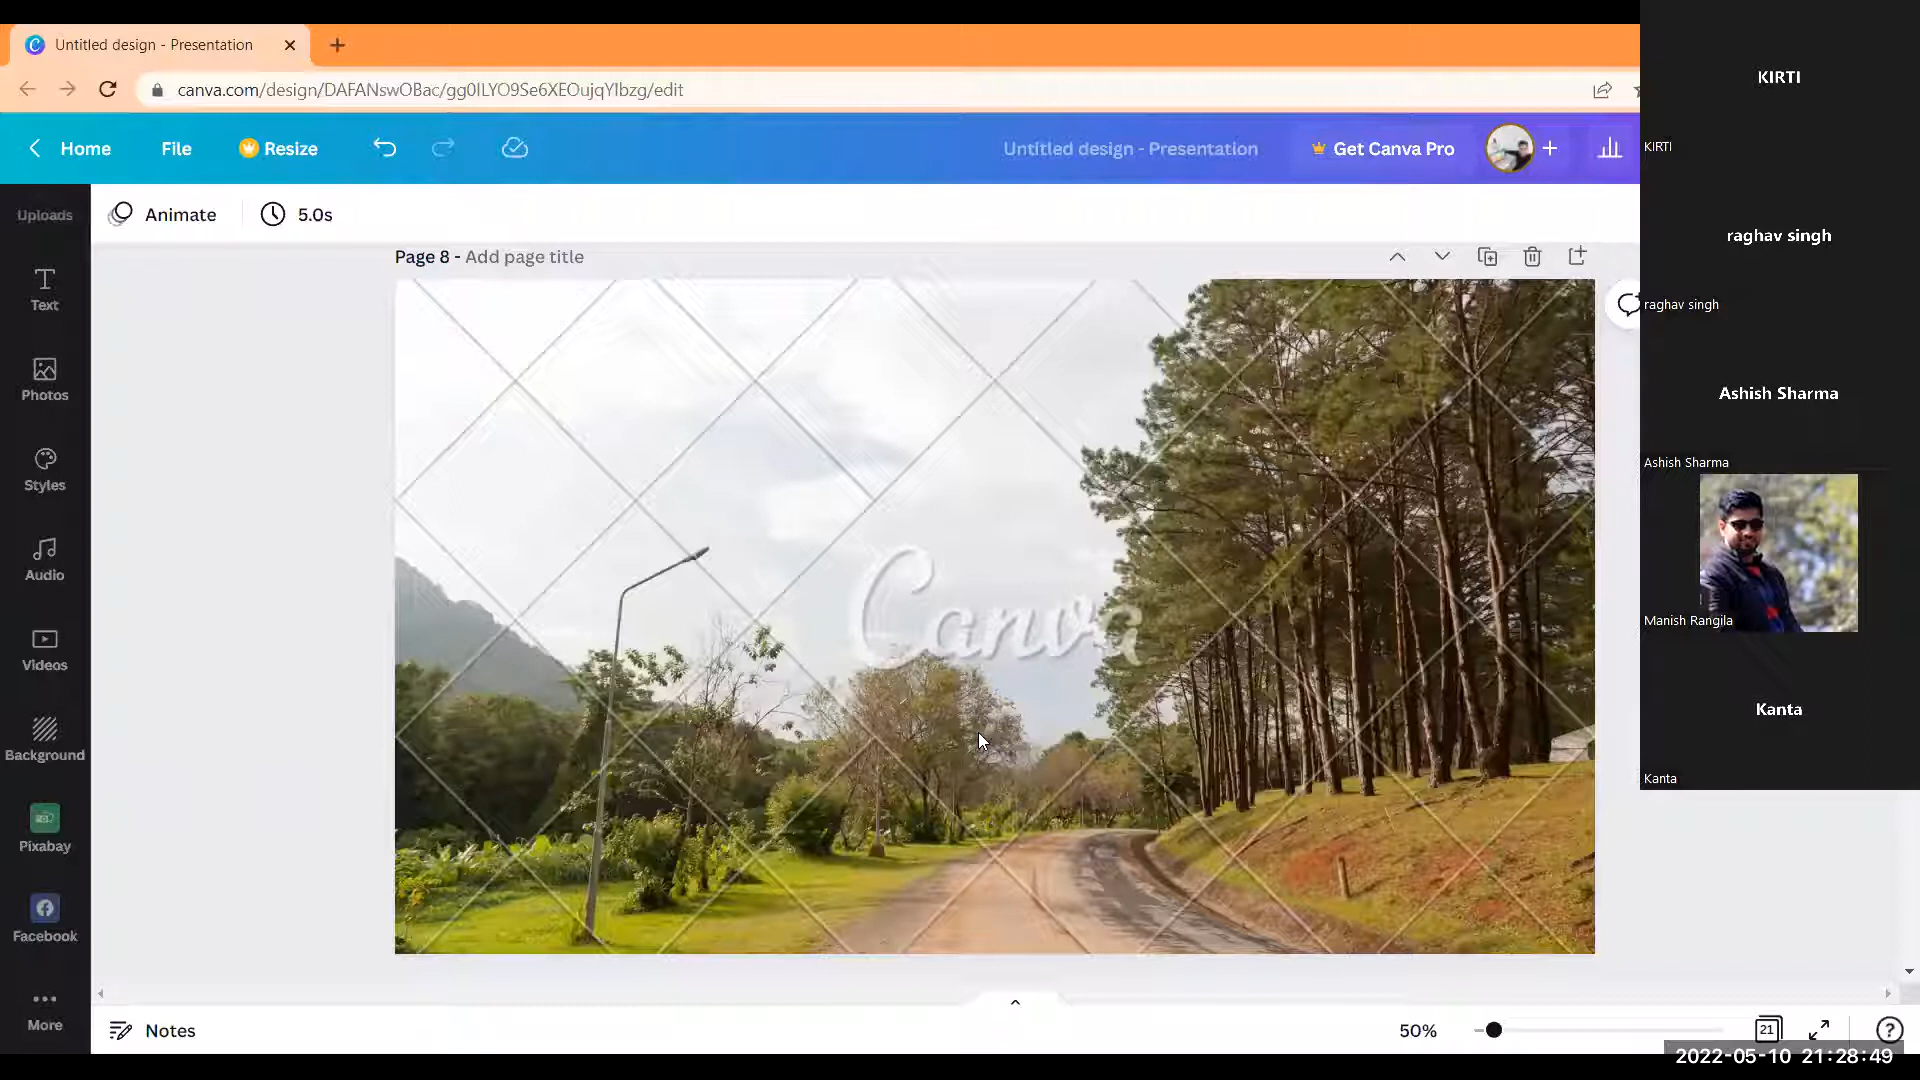 Untitled design - Presentation
canva.com/design/DAFANswOBac/gg0ILYO9Se6XEOujqYlbzg/edit
Home
File
Resize
Untitled design - Presentation
Get Canva Pro
Uploads
Animate
5.0s
Page 8 - Add page title
Text
Photos
Styles
Audio
Videos
Background
Pixabay
Facebook
More
Canva
Notes
50%
21
?
KIRTI
KIRTI
raghav singh
raghav singh
Ashish Sharma
Ashish Sharma
Manish Rangila
Kanta
Kanta
2022-05-10 21:28:49